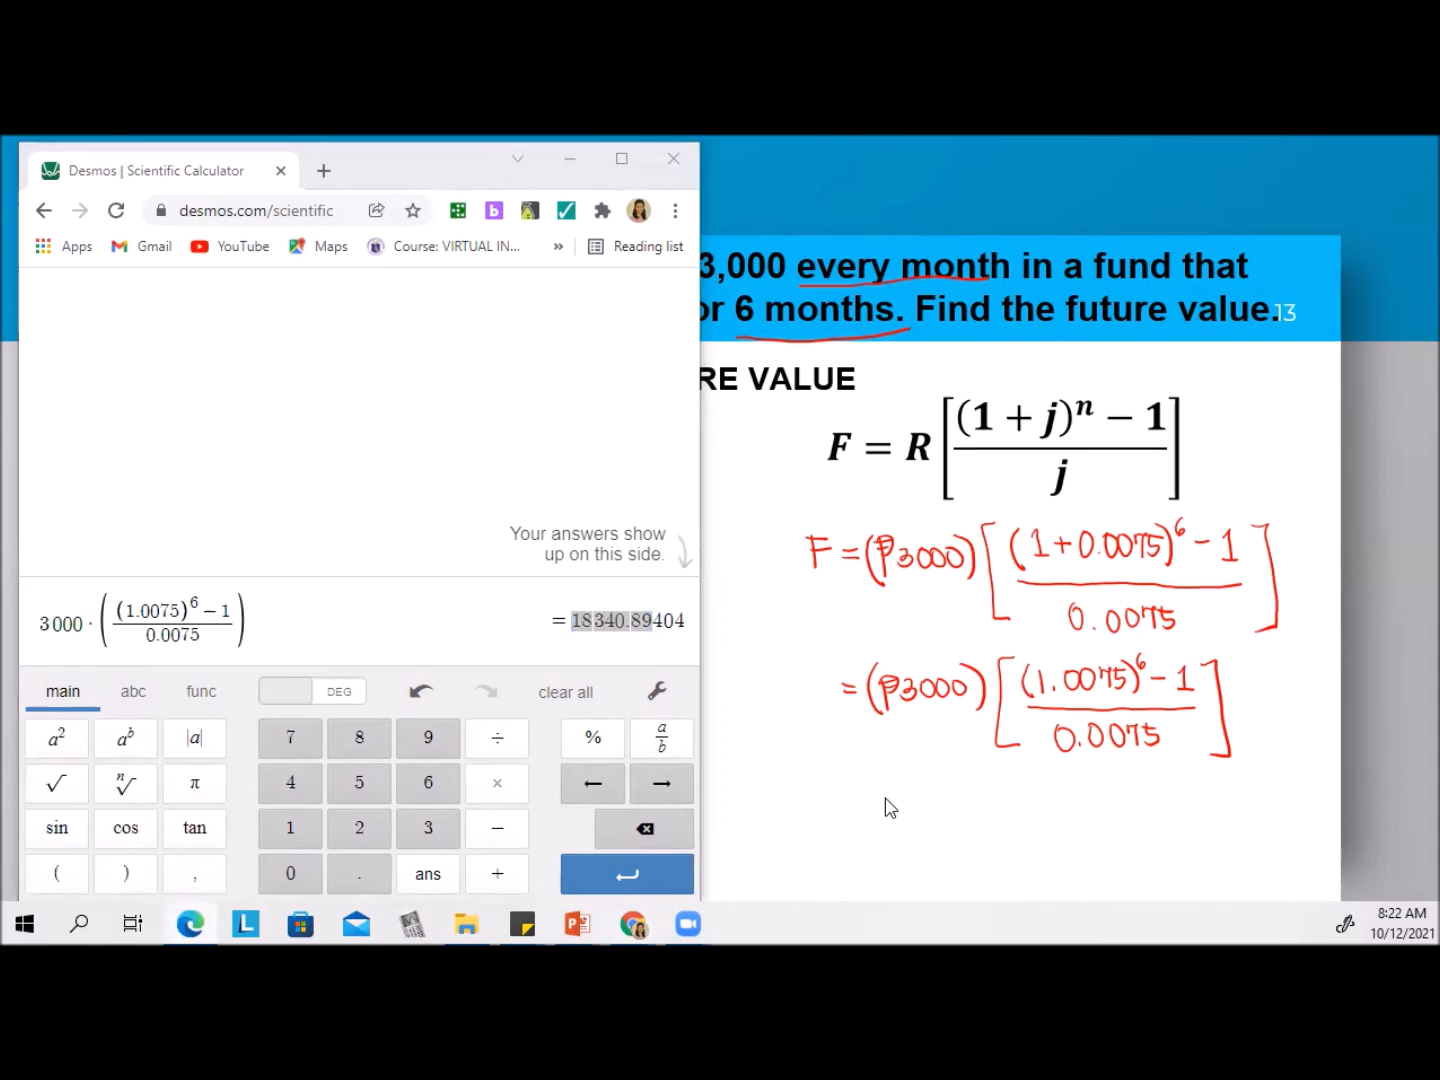 Desmos | Scientific Calculator
desmos.com/scientific
Apps Gmail YouTube Maps Course: VIRTUAL IN... » Reading list
3,000 every month in a fund that
or 6 months. Find the future value.
13
RE VALUE
F = R [((1 + j)^n − 1)/j]
F = (₱3000) [((1+0.0075)^6 − 1)/0.0075]
= (₱3000) [((1.0075)^6 − 1)/0.0075]
Your answers show
up on this side.
3000 · (((1.0075)^6 − 1)/0.0075) = 18340.89404
main abc func DEG clear all
a² a^b |a| 7 8 9 ÷ % a/b
√ ⁿ√ π 4 5 6 × ← →
sin cos tan 1 2 3 −
( ) , 0 . ans +
8:22 AM
10/12/2021